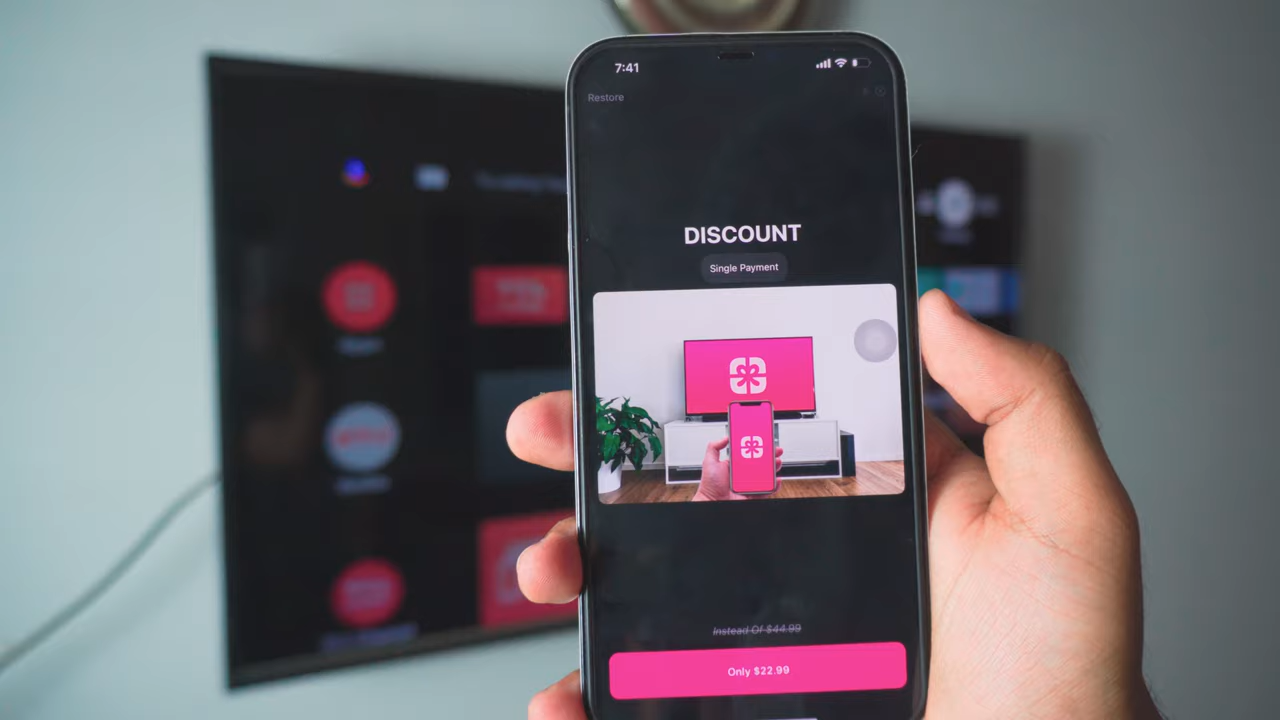 7:41
Restore
DISCOUNT
Single Payment
Instead Of $44.99
Only $22.99